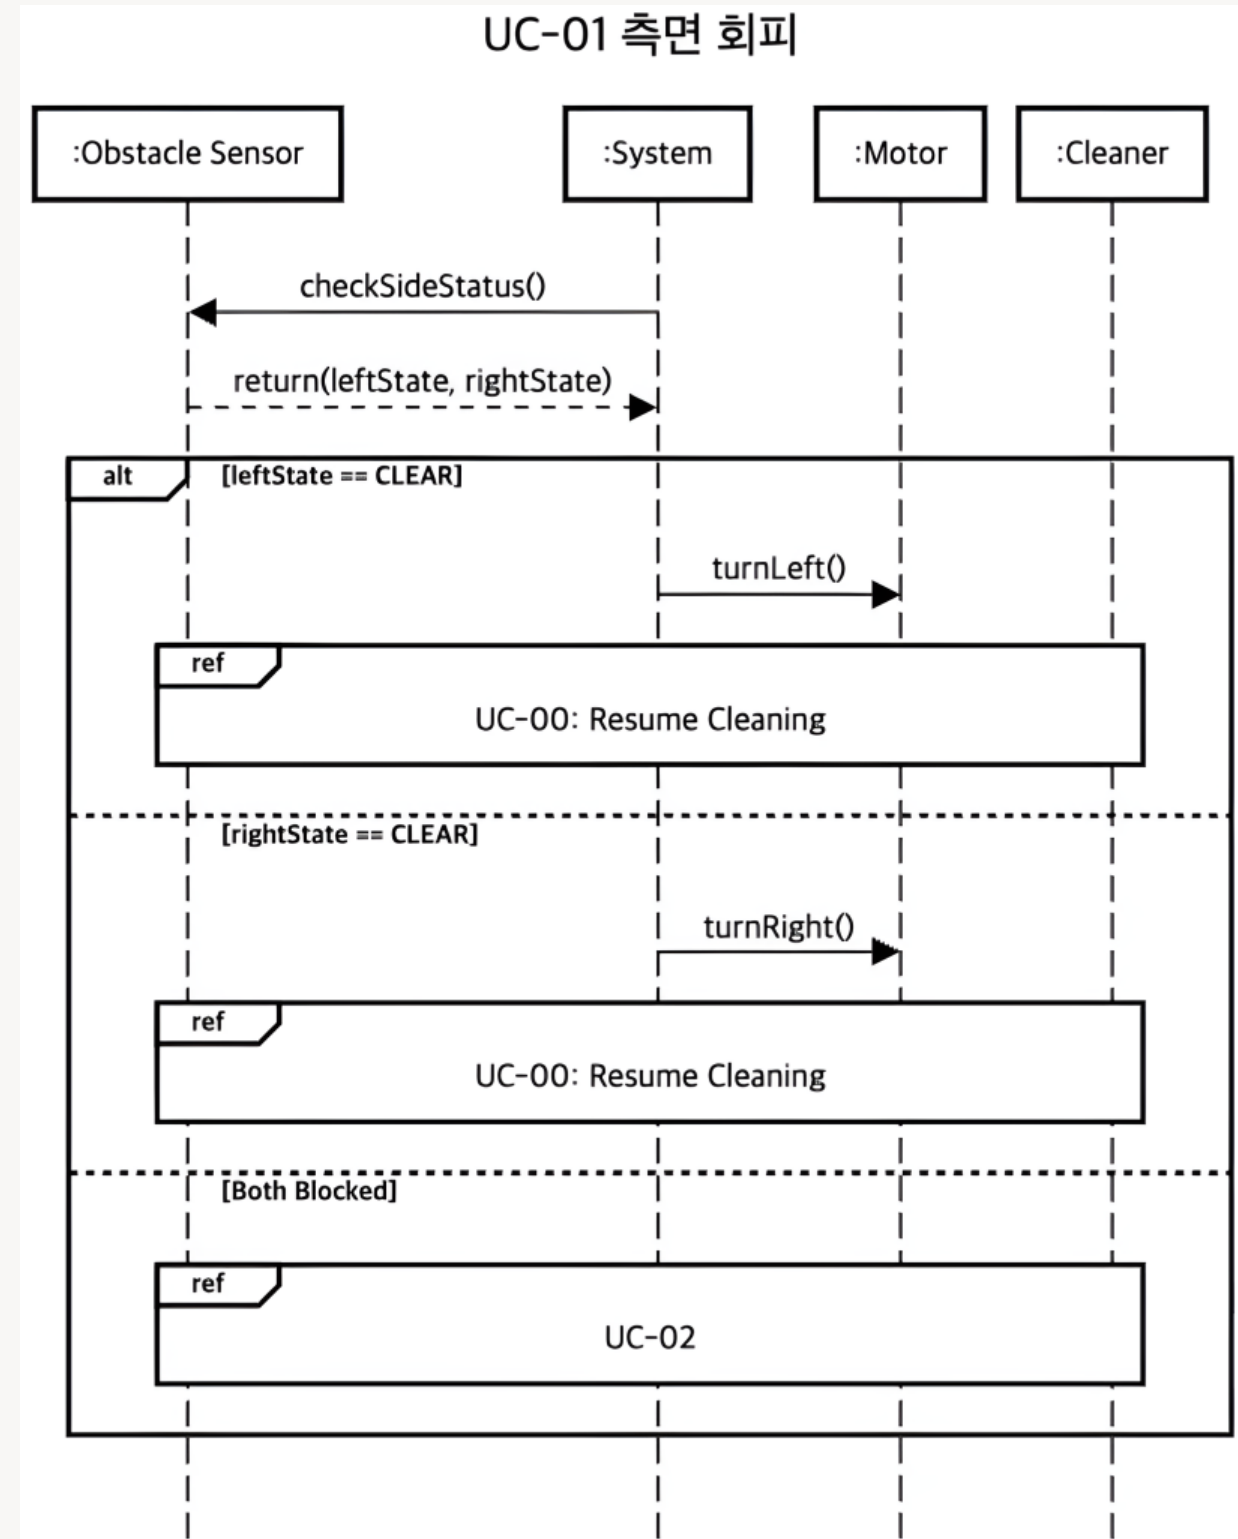 UC-01 측면 회피
:Obstacle Sensor
:System
:Motor
:Cleaner
checkSideStatus()
return(leftState, rightState)
alt
[leftState == CLEAR]
turnLeft()
ref
UC-00: Resume Cleaning
[rightState == CLEAR]
turnRight()
ref
UC-00: Resume Cleaning
[Both Blocked]
ref
UC-02